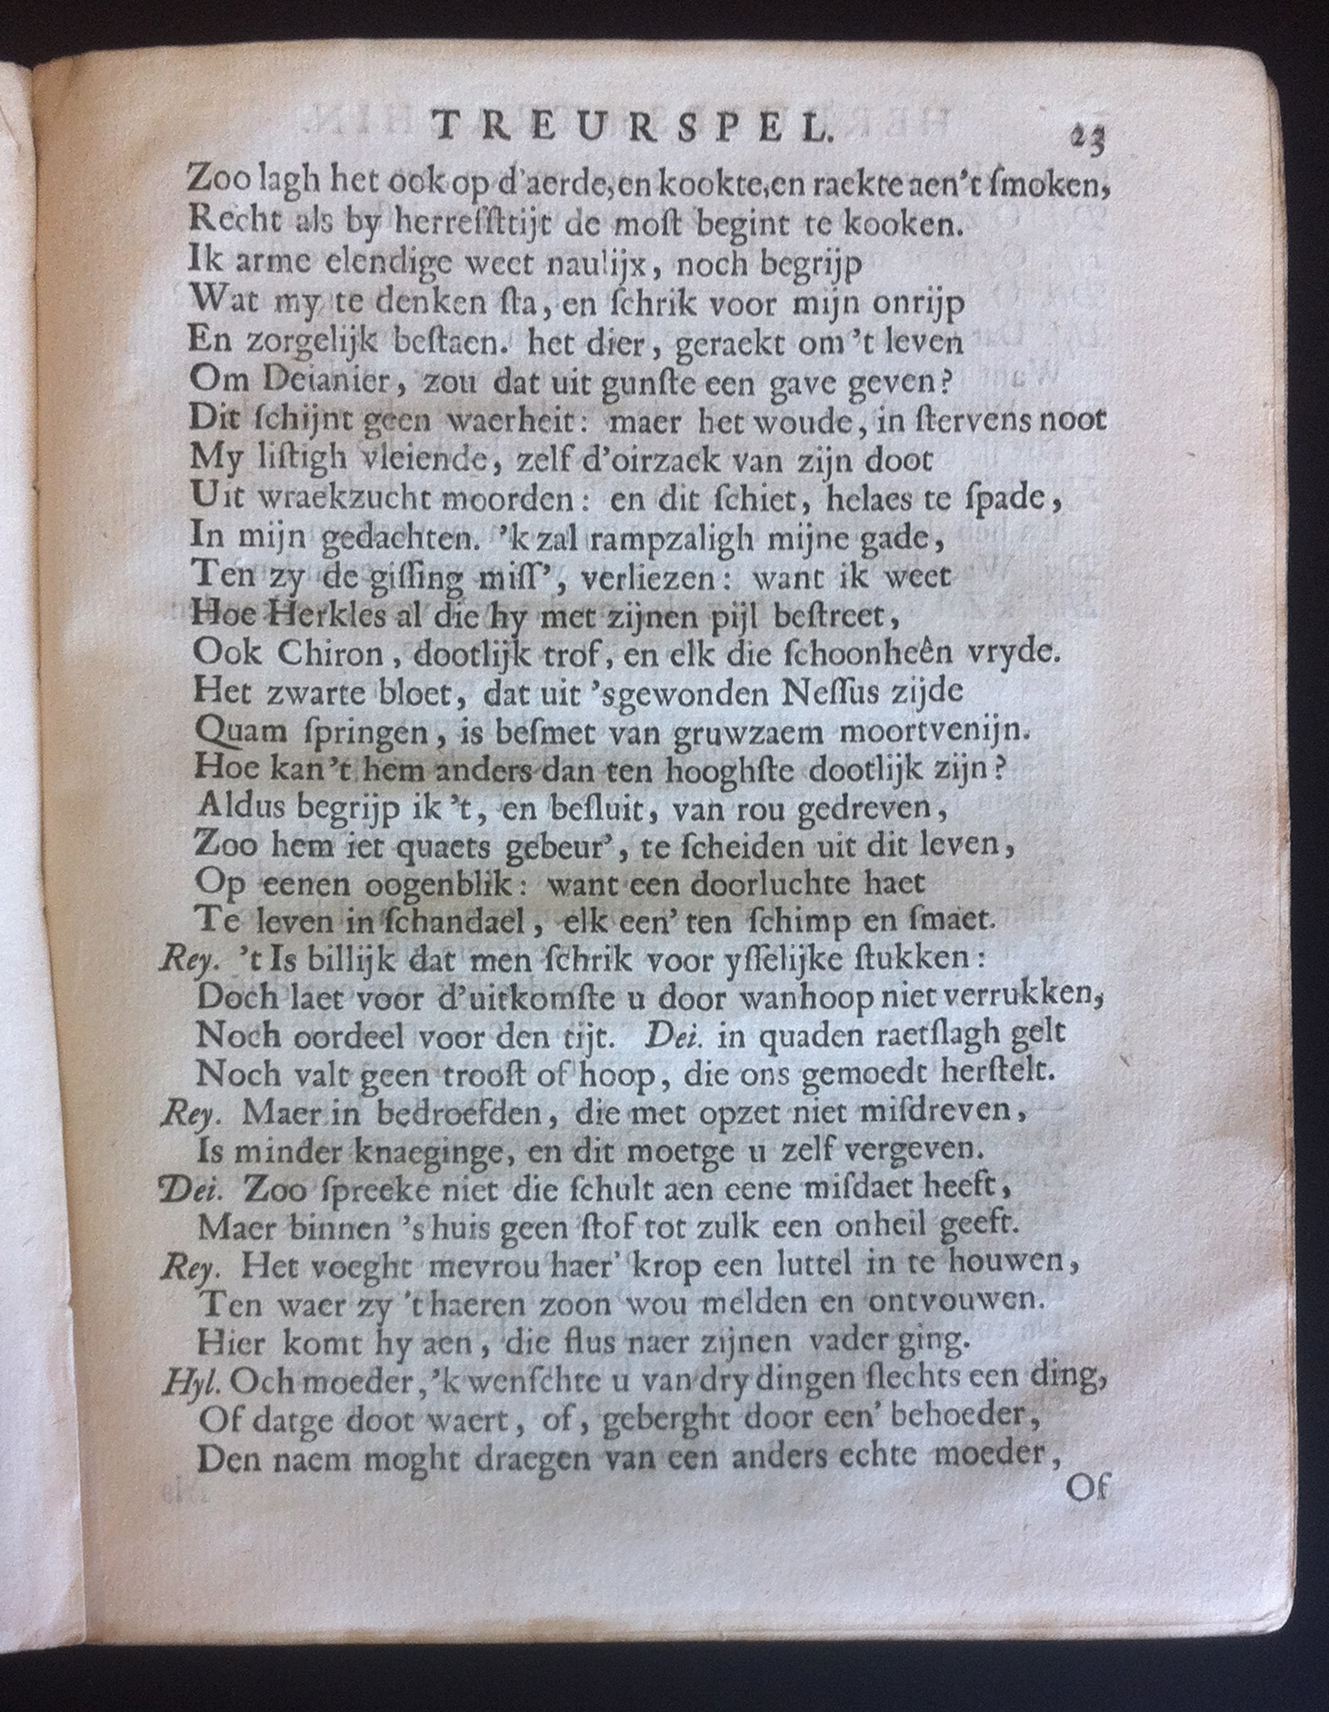 TREURSPEL. 23
Zoo lagh het ook op d'aerde, en kookte, en raekte aen't ſmoken,
Recht als by herrefſttijt de moſt begint te kooken.
Ik arme elendige weet naulijx, noch begrijp
Wat my te denken ſta, en ſchrik voor mijn onrijp
En zorgelijk beſtaen. het dier, geraekt om 't leven
Om Deianier, zou dat uit gunſte een gave geven?
Dit ſchijnt geen waerheit: maer het woude, in ſtervens noot
My liſtigh vleiende, zelf d'oirzaek van zijn doot
Uit wraekzucht moorden: en dit ſchiet, helaes te ſpade,
In mijn gedachten. 'k zal rampzaligh mijne gade,
Ten zy de giſſing miſſ', verliezen: want ik weet
Hoe Herkles al die hy met zijnen pijl beſtreet,
Ook Chiron, dootlijk trof, en elk die ſchoonheên vryde.
Het zwarte bloet, dat uit 'sgewonden Neſſus zijde
Quam ſpringen, is beſmet van gruwzaem moortvenijn.
Hoe kan 't hem anders dan ten hooghſte dootlijk zijn?
Aldus begrijp ik 't, en beſluit, van rou gedreven,
Zoo hem iet quaets gebeur', te ſcheiden uit dit leven,
Op eenen oogenblik: want een doorluchte haet
Te leven in ſchandael, elk een' ten ſchimp en ſmaet.
Rey. 't Is billijk dat men ſchrik voor yſſelijke ſtukken:
Doch laet voor d'uitkomſte u door wanhoop niet verrukken,
Noch oordeel voor den tijt. Dei. in quaden raetſlagh gelt
Noch valt geen trooſt of hoop, die ons gemoedt herſtelt.
Rey. Maer in bedroefden, die met opzet niet miſdreven,
Is minder knaeginge, en dit moetge u zelf vergeven.
Dei. Zoo ſpreeke niet die ſchult aen eene miſdaet heeft,
Maer binnen 's huis geen ſtof tot zulk een onheil geeft.
Rey. Het voeght mevrou haer' krop een luttel in te houwen,
Ten waer zy 't haeren zoon wou melden en ontvouwen.
Hier komt hy aen, die flus naer zijnen vader ging.
Hyl. Och moeder, 'k wenſchte u van dry dingen ſlechts een ding,
Of datge doot waert, of, geberght door een' behoeder,
Den naem moght draegen van een anders echte moeder,
Of